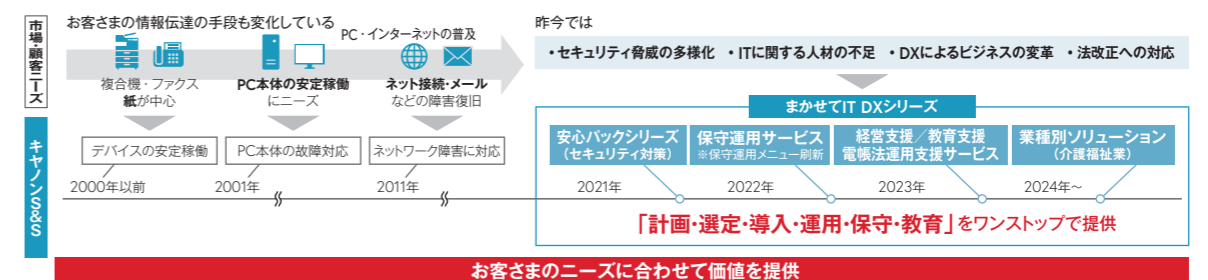 市場・顧客ニーズ
お客さまの情報伝達の手段も変化している
PC・インターネットの普及
複合機・ファクス
紙が中心
PC本体の安定稼働
にニーズ
ネット接続・メール
などの障害復旧
昨今では
・セキュリティ脅威の多様化 ・ITに関する人材の不足 ・DXによるビジネスの変革 ・法改正への対応
キヤノンS&S
デバイスの安定稼働
PC本体の故障対応
ネットワーク障害に対応
2000年以前
2001年
2011年
まかせてIT DXシリーズ
安心パックシリーズ
（セキュリティ対策）
保守運用サービス
※保守運用メニュー刷新
経営支援／教育支援
電帳法運用支援サービス
業種別ソリューション
（介護福祉業）
2021年
2022年
2023年
2024年～
「計画・選定・導入・運用・保守・教育」をワンストップで提供
お客さまのニーズに合わせて価値を提供